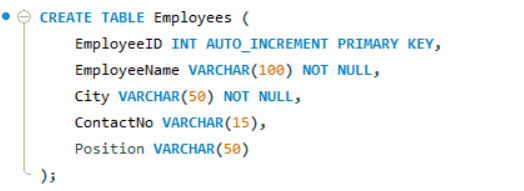 CREATE TABLE Employees (
    EmployeeID INT AUTO_INCREMENT PRIMARY KEY,
    EmployeeName VARCHAR(100) NOT NULL,
    City VARCHAR(50) NOT NULL,
    ContactNo VARCHAR(15),
    Position VARCHAR(50)
);